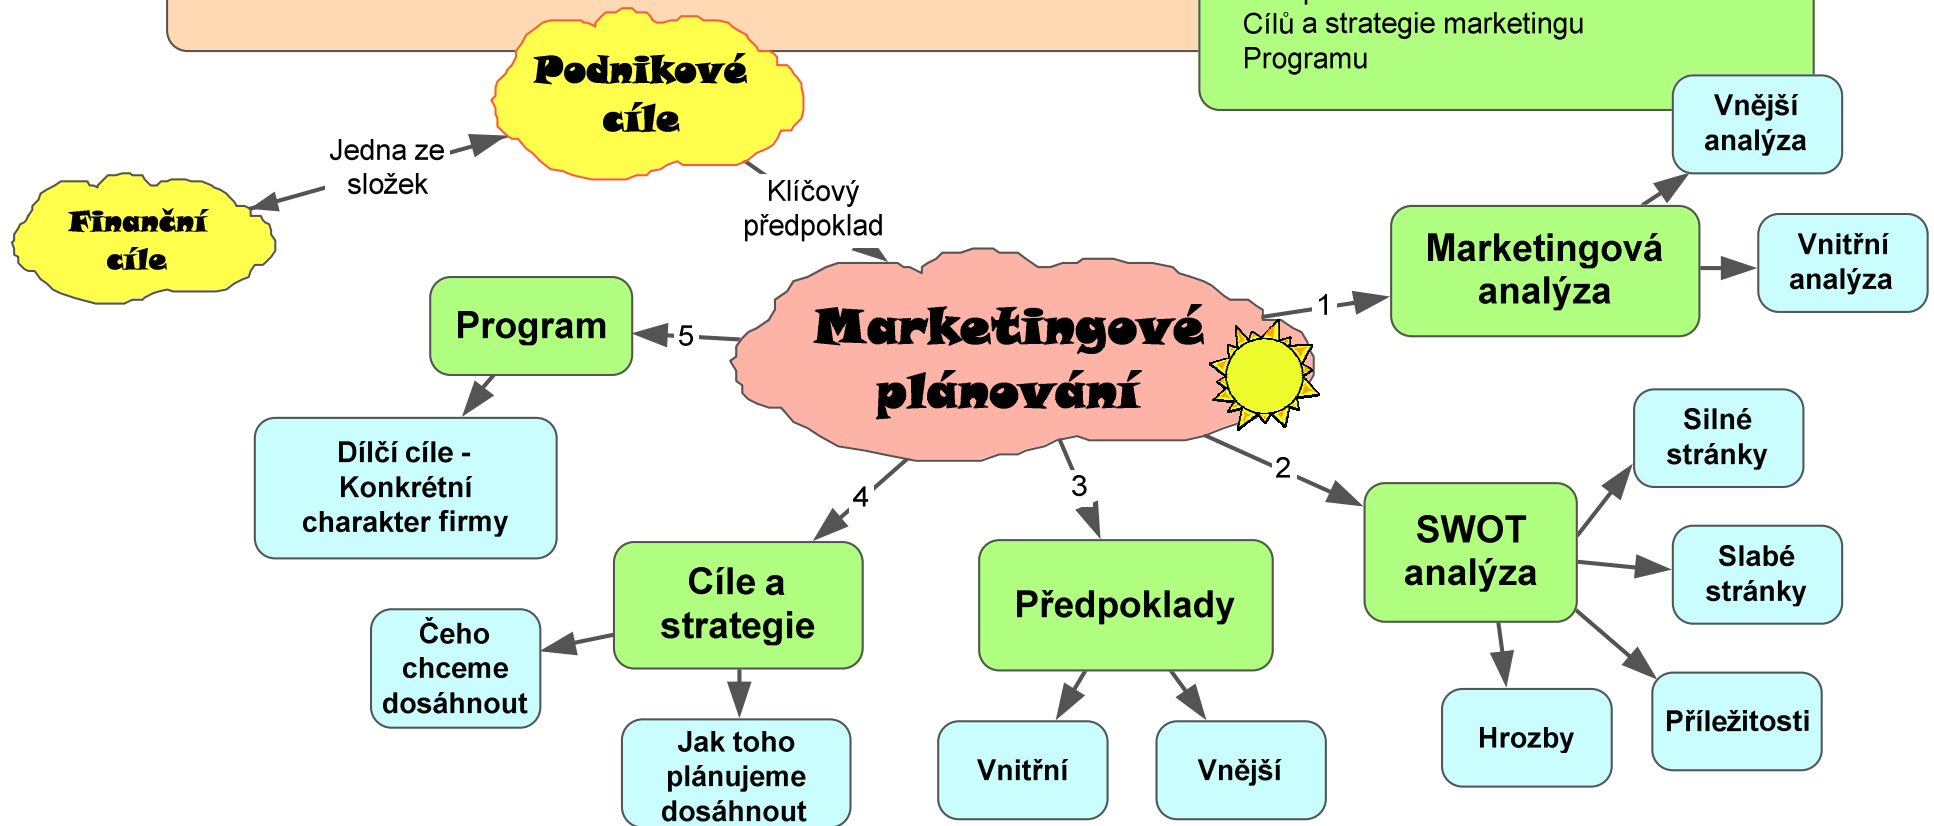 Cílů a strategie marketingu
Programu
Podnikové
cíle
Vnější
analýza
Jedna ze
složek
Klíčový
předpoklad
Finanční
cíle
Marketingová
analýza
Vnitřní
analýza
Program
5
Marketingové
plánování
1
Dílčí cíle -
Konkrétní
charakter firmy
4
3
2
Silné
stránky
SWOT
analýza
Slabé
stránky
Cíle a
strategie
Předpoklady
Čeho
chceme
dosáhnout
Jak toho
plánujeme
dosáhnout
Vnitřní
Vnější
Hrozby
Příležitosti